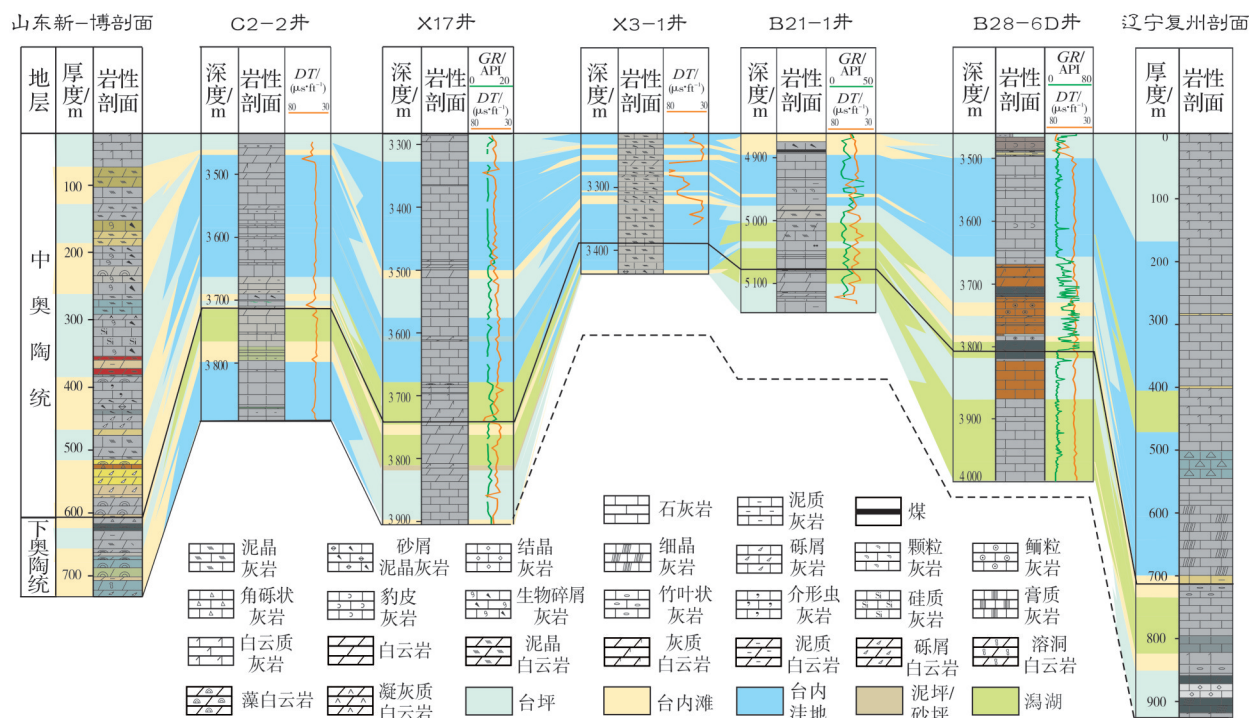 山东新-博剖面
C2-2井
X17井
X3-1井
B21-1井
B28-6D井
辽宁复州剖面
地层
厚度/m
岩性剖面
深度/m
岩性剖面
DT/
(μs·ft⁻¹)
80 30
深度/m
岩性剖面
GR/
API
0 20
DT/
(μs·ft⁻¹)
80 30
深度/m
岩性剖面
DT/
(μs·ft⁻¹)
80 30
深度/m
岩性剖面
GR/
API
0 50
DT/
(μs·ft⁻¹)
80 30
深度/m
岩性剖面
GR/
API
0 80
DT/
(μs·ft⁻¹)
80 30
厚度/m
岩性剖面
中奥陶统
下奥陶统
100
200
300
400
500
600
700
3 500
3 600
3 700
3 800
3 300
3 400
3 500
3 600
3 700
3 800
3 900
3 300
3 400
4 900
5 000
5 100
3 500
3 600
3 700
3 800
3 900
4 000
0
100
200
300
400
500
600
700
800
900
石灰岩
泥质
灰岩
煤
泥晶
灰岩
砂屑
泥晶灰岩
结晶
灰岩
细晶
灰岩
砾屑
灰岩
颗粒
灰岩
鲕粒
灰岩
角砾状
灰岩
豹皮
灰岩
生物碎屑
灰岩
竹叶状
灰岩
介形虫
灰岩
硅质
灰岩
膏质
灰岩
白云质
灰岩
白云岩
泥晶
白云岩
灰质
白云岩
泥质
白云岩
砾屑
白云岩
溶洞
白云岩
藻白云岩
凝灰质
白云岩
台坪
台内滩
台内
洼地
泥坪/
砂坪
潟湖